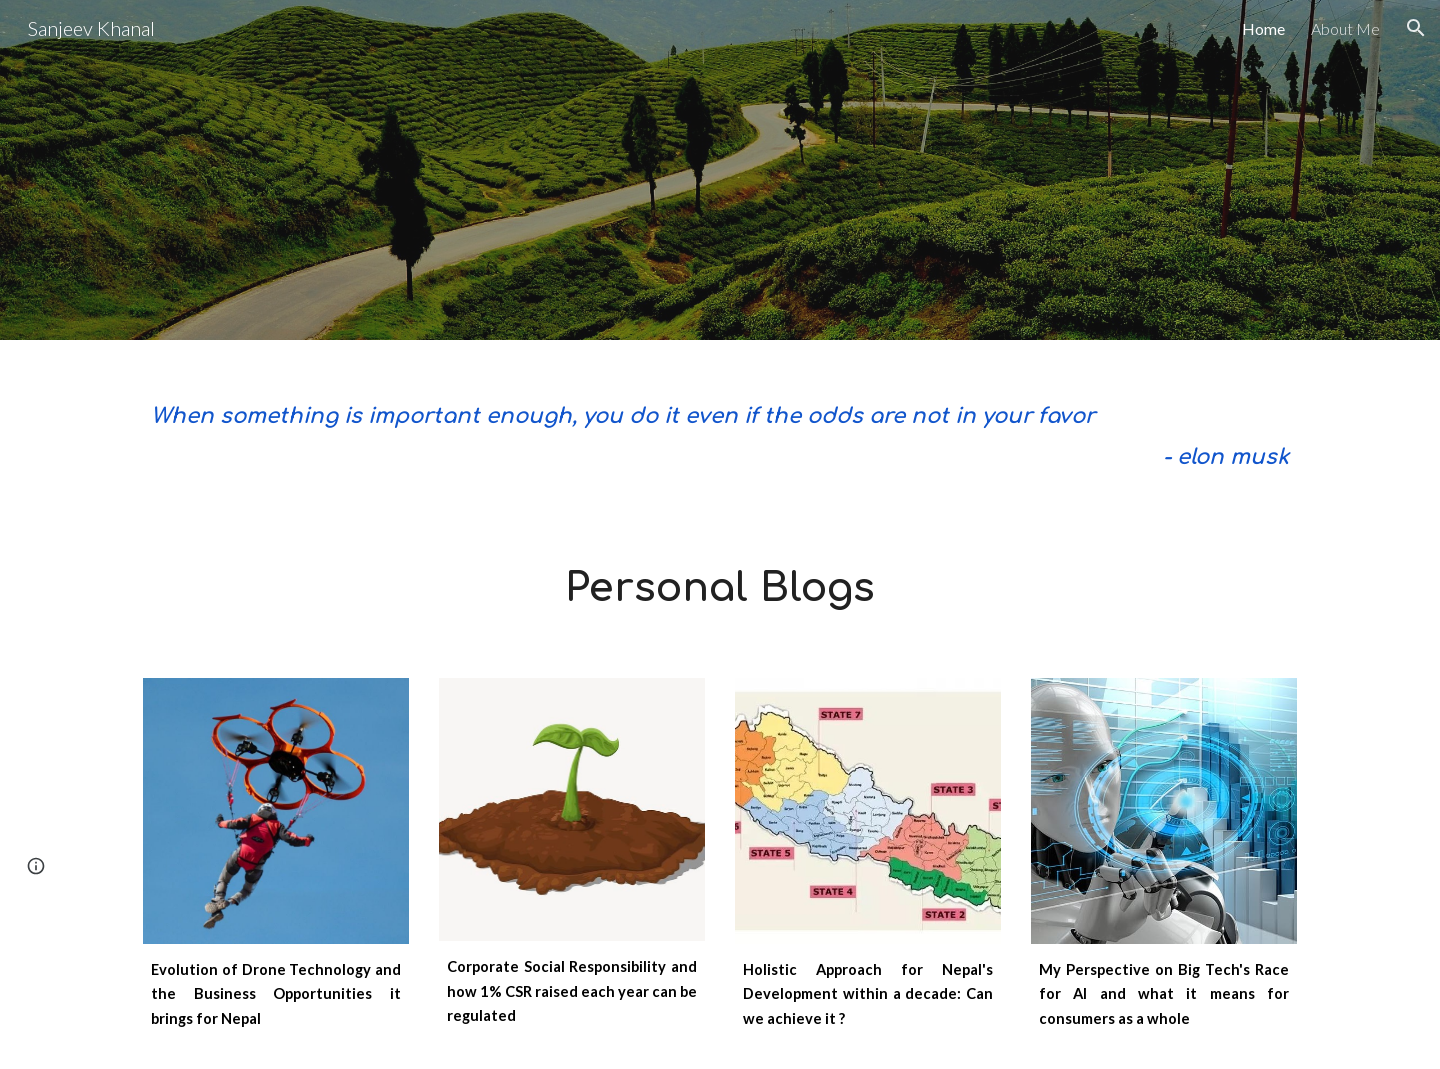 Sanjeev Khanal
Home
About Me
When something is important enough, you do it even if the odds are not in your favor
- elon musk
Personal Blogs
STATE 7
STATE 3
STATE 5
STATE 4
STATE 2
Evolution of Drone Technology and
the Business Opportunities it
brings for Nepal
Corporate Social Responsibility and
how 1% CSR raised each year can be
regulated
Holistic Approach for Nepal's
Development within a decade: Can
we achieve it ?
My Perspective on Big Tech's Race
for AI and what it means for
consumers as a whole